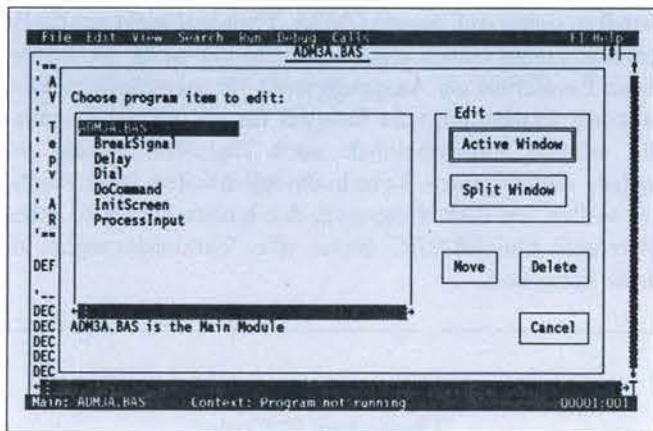 File Edit View Search Run Debug Calls F1=Help
ADM3A.BAS
Choose program item to edit:
ADM3A.BAS
BreakSignal
Delay
Dial
DoCommand
InitScreen
ProcessInput
Edit
Active Window
Split Window
Move
Delete
Cancel
ADM3A.BAS is the Main Module
'==
' A
' V
'
' T
' e
' p
' v
'
' A
' R
'==
DEF
'--
DEC
DEC
DEC
DEC
DEC
Main: ADM3A.BAS Context: Program not running 00001:001